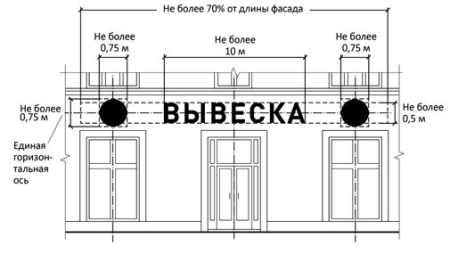 Не более 70% от длины фасада
Не более
0,75 м
Не более
10 м
Не более
0,75 м
Не более
0,75 м
ВЫВЕСКА
Не более
0,5 м
Единая
горизон-
тальная
ось